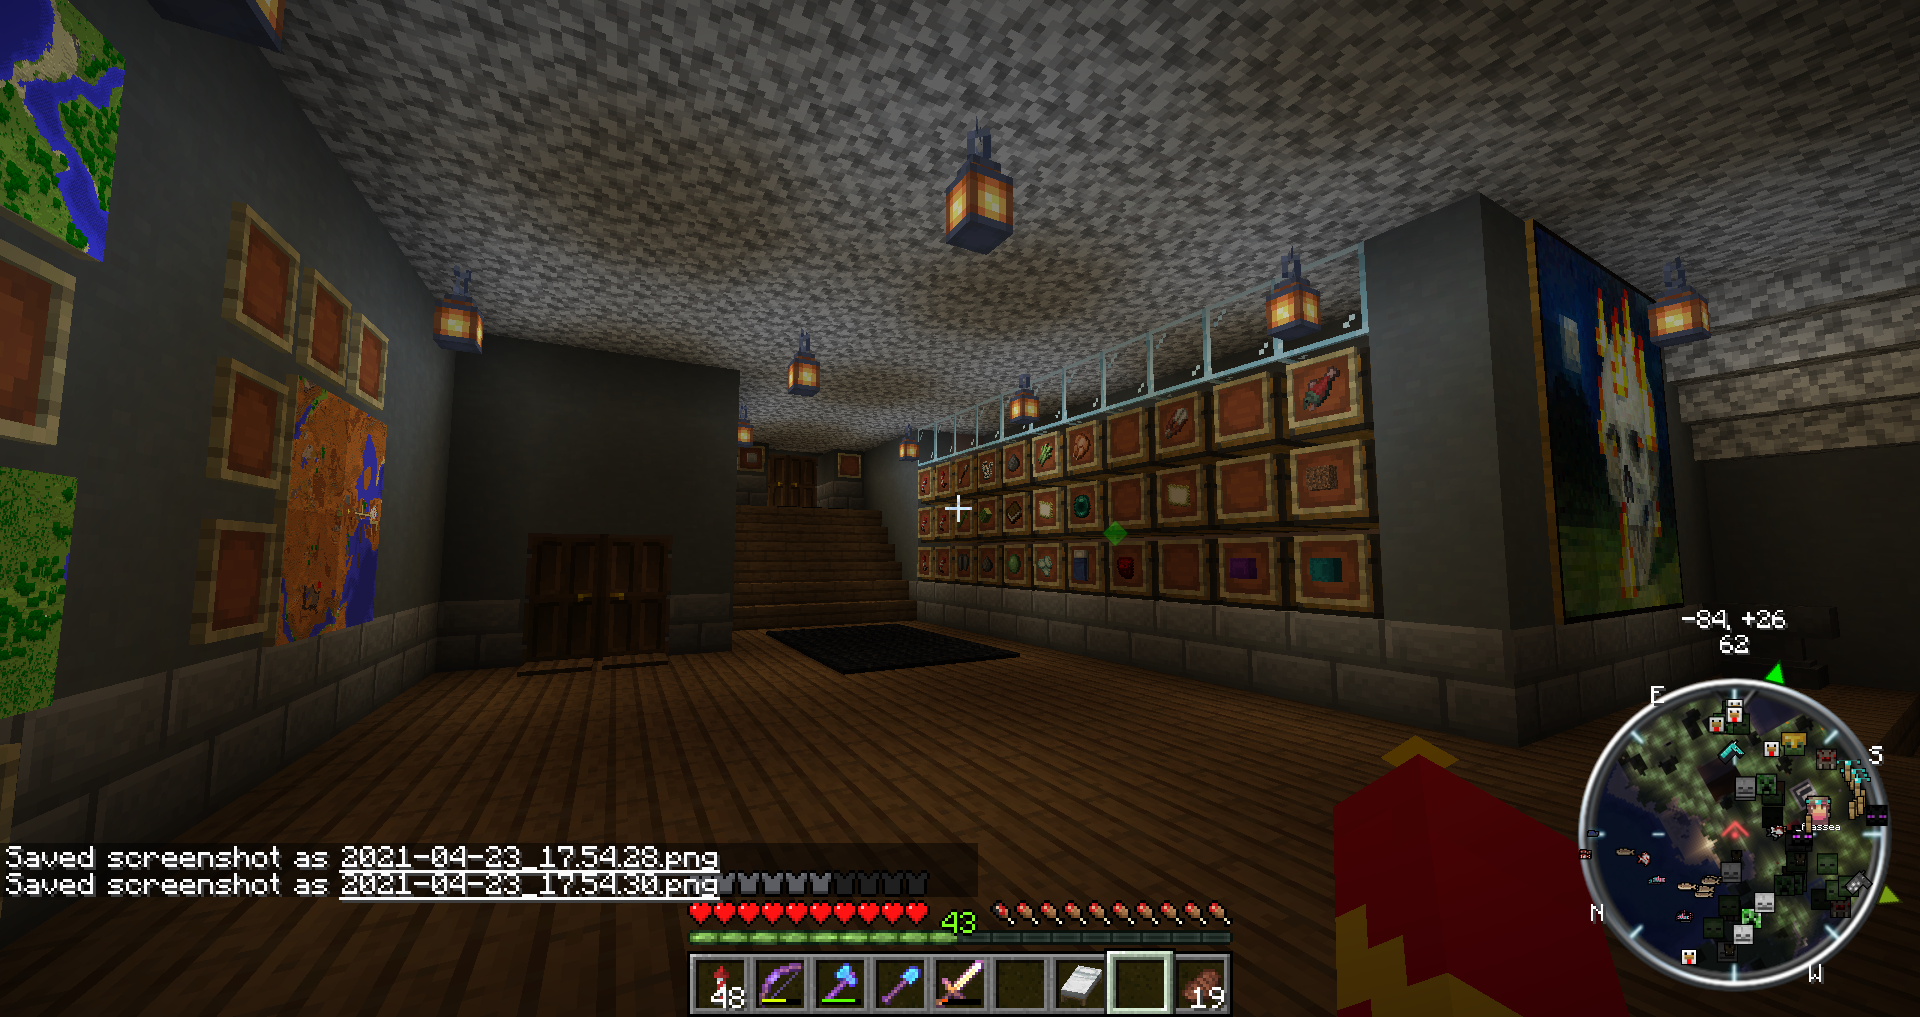 -84, +26
62
E
S
_frassea
N
W
Saved screenshot as 2021-04-23_17.54.28.png
Saved screenshot as 2021-04-23_17.54.30.png
43
48
19